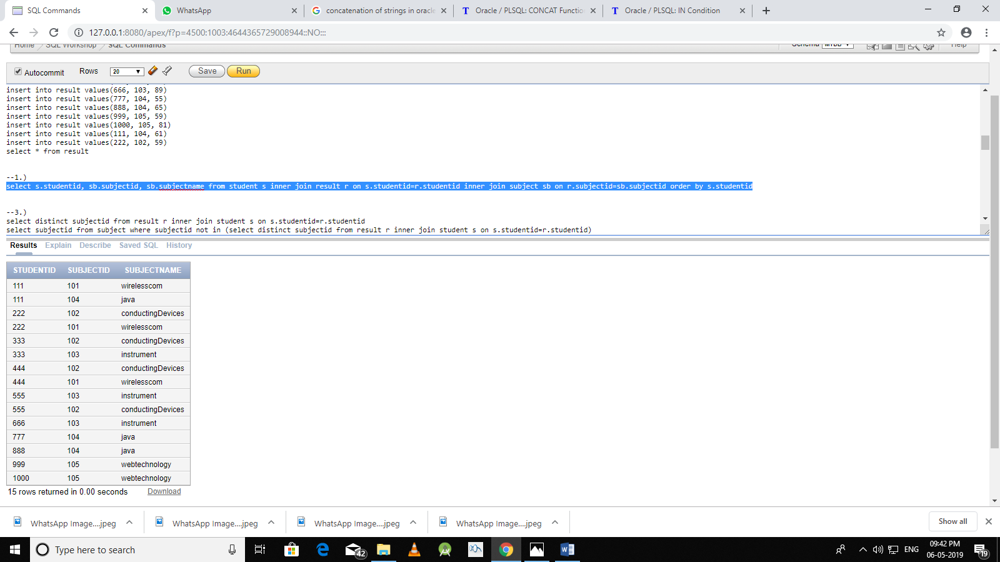 SQL Commands
WhatsApp
concatenation of strings in oracle
Oracle / PLSQL: CONCAT Functio
Oracle / PLSQL: IN Condition
127.0.0.1:8080/apex/f?p=4500:1003:4644365729008944::NO:::
Home SQL Workshop SQL Commands
Schema MYDB Help
Autocommit Rows 20 Save Run
insert into result values(666, 103, 89)
insert into result values(777, 104, 55)
insert into result values(888, 104, 65)
insert into result values(999, 105, 59)
insert into result values(1000, 105, 81)
insert into result values(111, 104, 61)
insert into result values(222, 102, 59)
select * from result
--1.)
select s.studentid, sb.subjectid, sb.subjectname from student s inner join result r on s.studentid=r.studentid inner join subject sb on r.subjectid=sb.subjectid order by s.studentid
--3.)
select distinct subjectid from result r inner join student s on s.studentid=r.studentid
select subjectid from subject where subjectid not in (select distinct subjectid from result r inner join student s on s.studentid=r.studentid)
Results Explain Describe Saved SQL History
STUDENTID SUBJECTID SUBJECTNAME
111 101 wirelesscom
111 104 java
222 102 conductingDevices
222 101 wirelesscom
333 102 conductingDevices
333 103 instrument
444 102 conductingDevices
444 101 wirelesscom
555 103 instrument
555 102 conductingDevices
666 103 instrument
777 104 java
888 104 java
999 105 webtechnology
1000 105 webtechnology
15 rows returned in 0.00 seconds Download
WhatsApp Image....jpeg WhatsApp Image....jpeg WhatsApp Image....jpeg WhatsApp Image....jpeg Show all
Type here to search
42
ENG
09:42 PM
06-05-2019
19